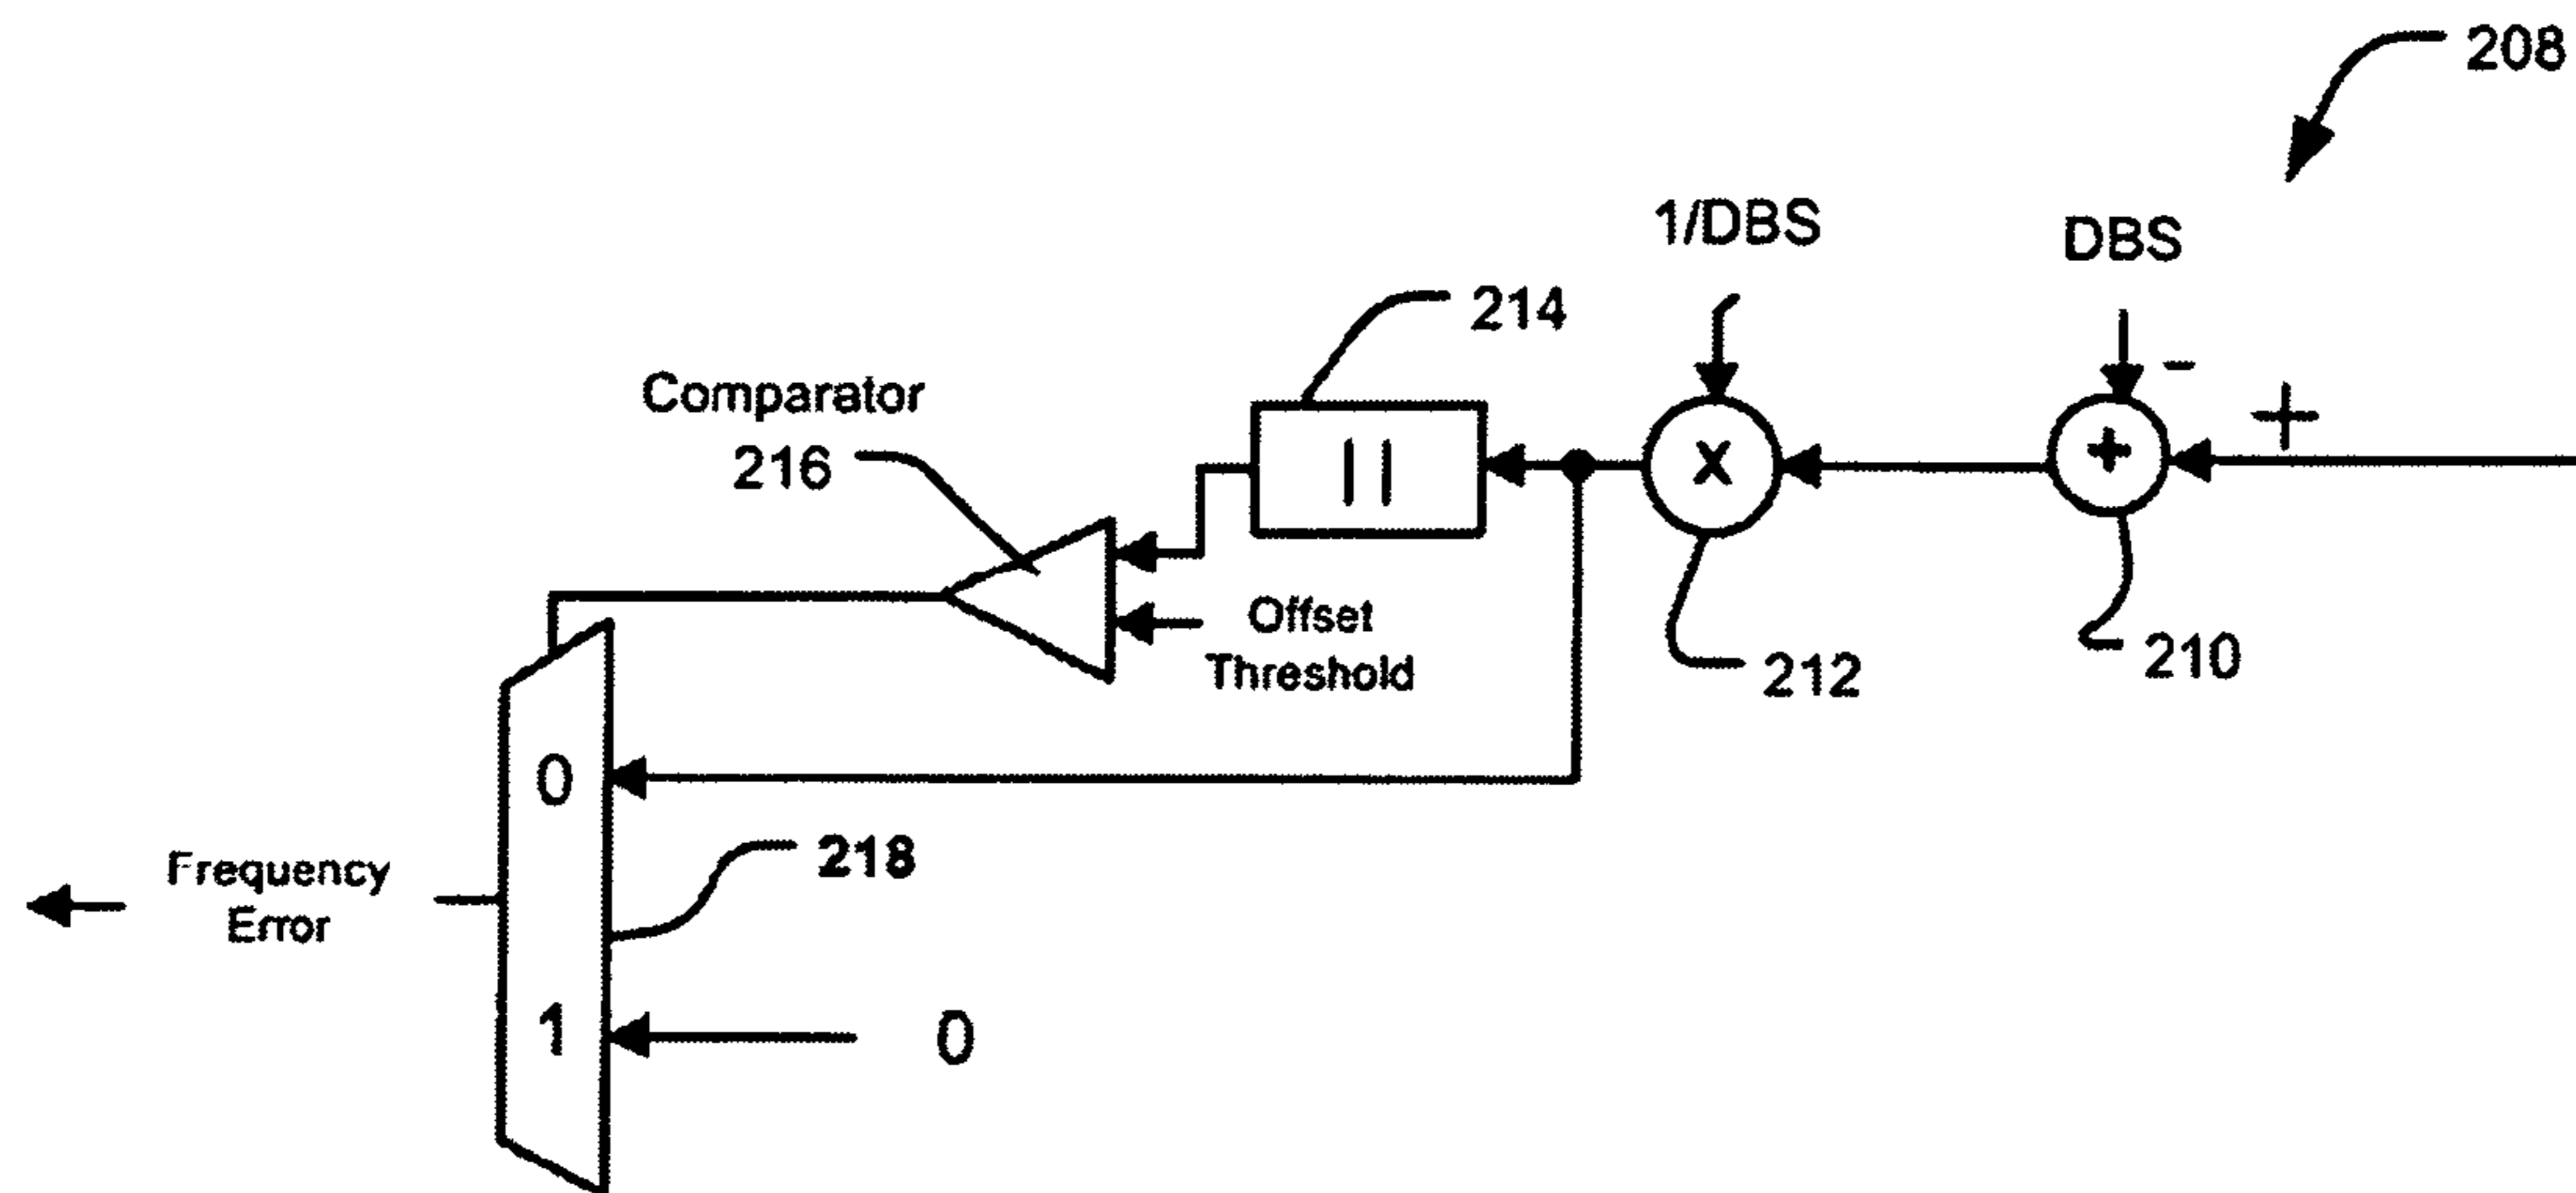 208
1/DBS
DBS
214
-
+
Comparator
216
| |
X
+
Offset
Threshold
212
210
0
218
Frequency
Error
1
0